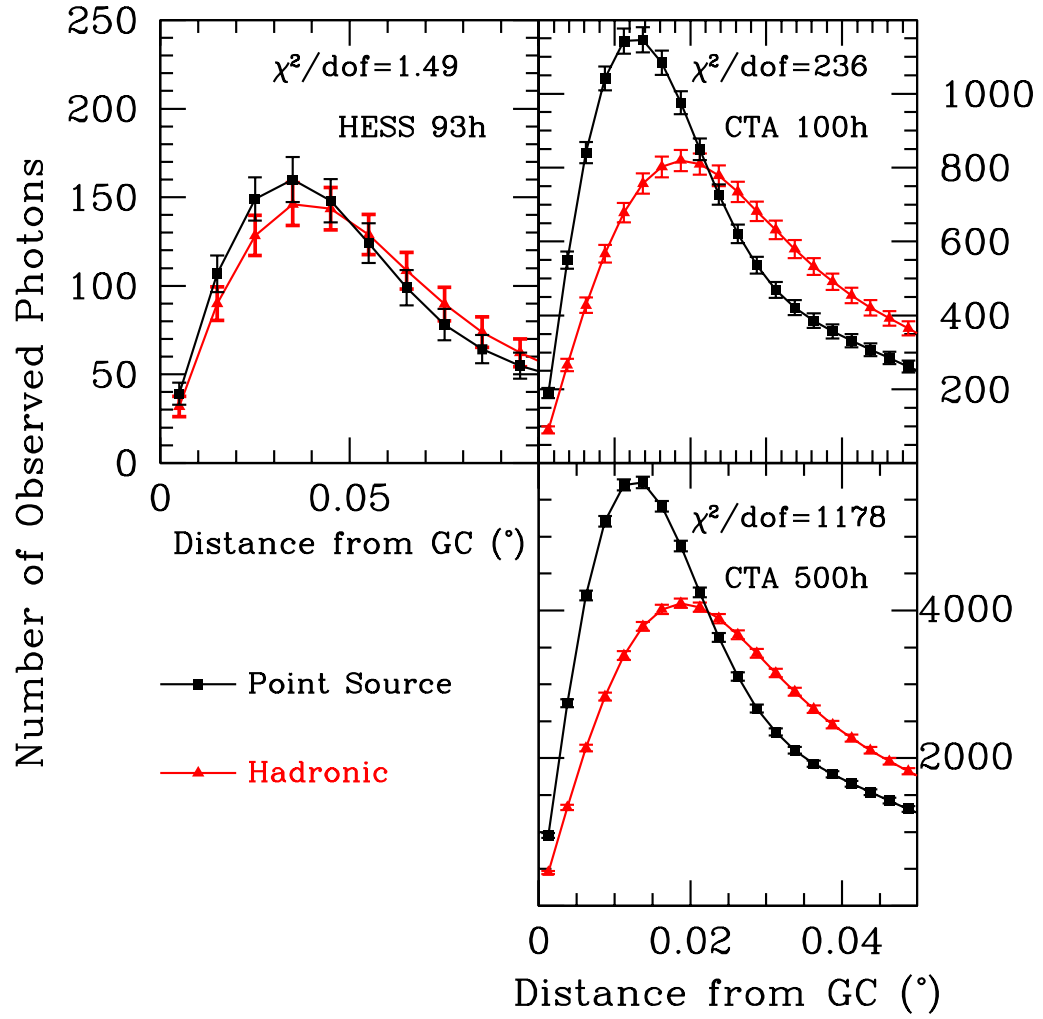 Number of Observed Photons
250
200
150
100
50
0
χ²/dof=1.49
HESS 93h
0
0.05
Distance from GC (°)
χ²/dof=236
CTA 100h
1000
800
600
400
200
χ²/dof=1178
CTA 500h
4000
2000
Point Source
Hadronic
0
0.02
0.04
Distance from GC (°)